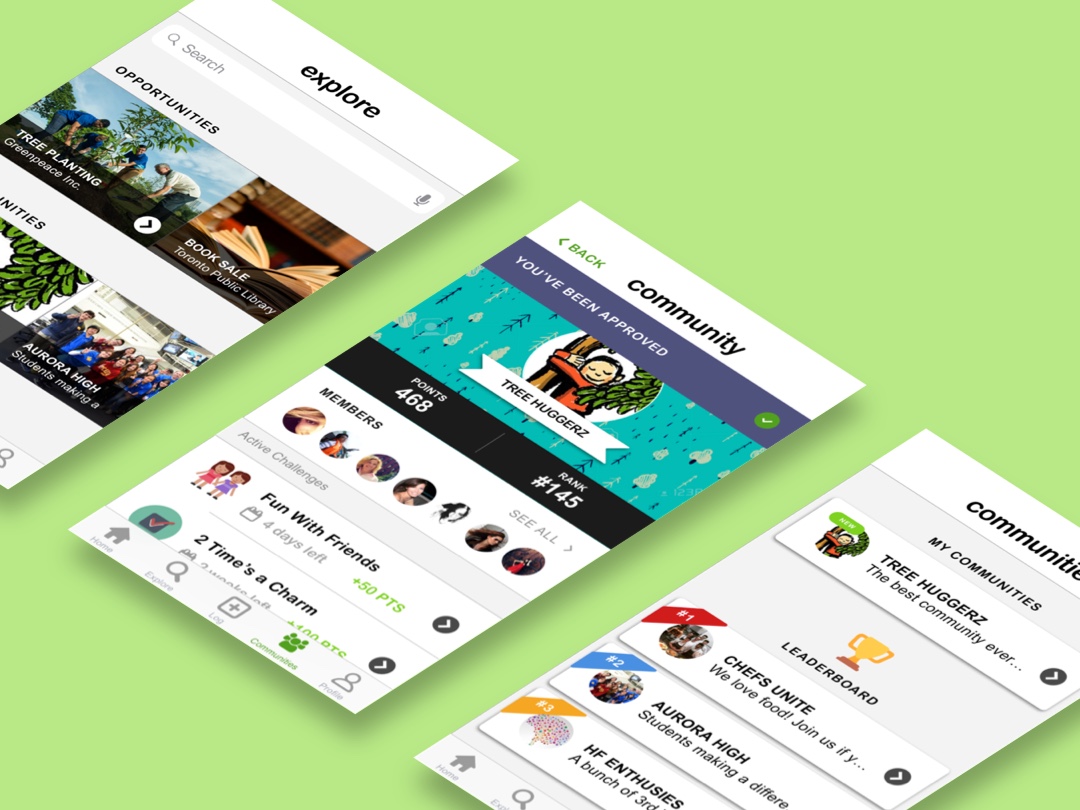 explore
Search
OPPORTUNITIES
TREE PLANTING
Greenpeace Inc.
BOOK SALE
Toronto Public Library
NITIES
AURORA HIGH
Students making a
BACK
community
YOU'VE BEEN APPROVED
TREE HUGGERZ
POINTS
468
RANK
#145
MEMBERS
SEE ALL
Active Challenges
Fun With Friends
4 days left
+50 PTS
2 Time's a Charm
2 weeks left
+100 PTS
Home
Explore
Log
Communities
Profile
communitie
MY COMMUNITIES
NEW
TREE HUGGERZ
The best community ever...
LEADERBOARD
#1
CHEFS UNITE
We love food! Join us if y...
#2
AURORA HIGH
Students making a differe
#3
HF ENTHUSIES
A bunch of 3rd
Home